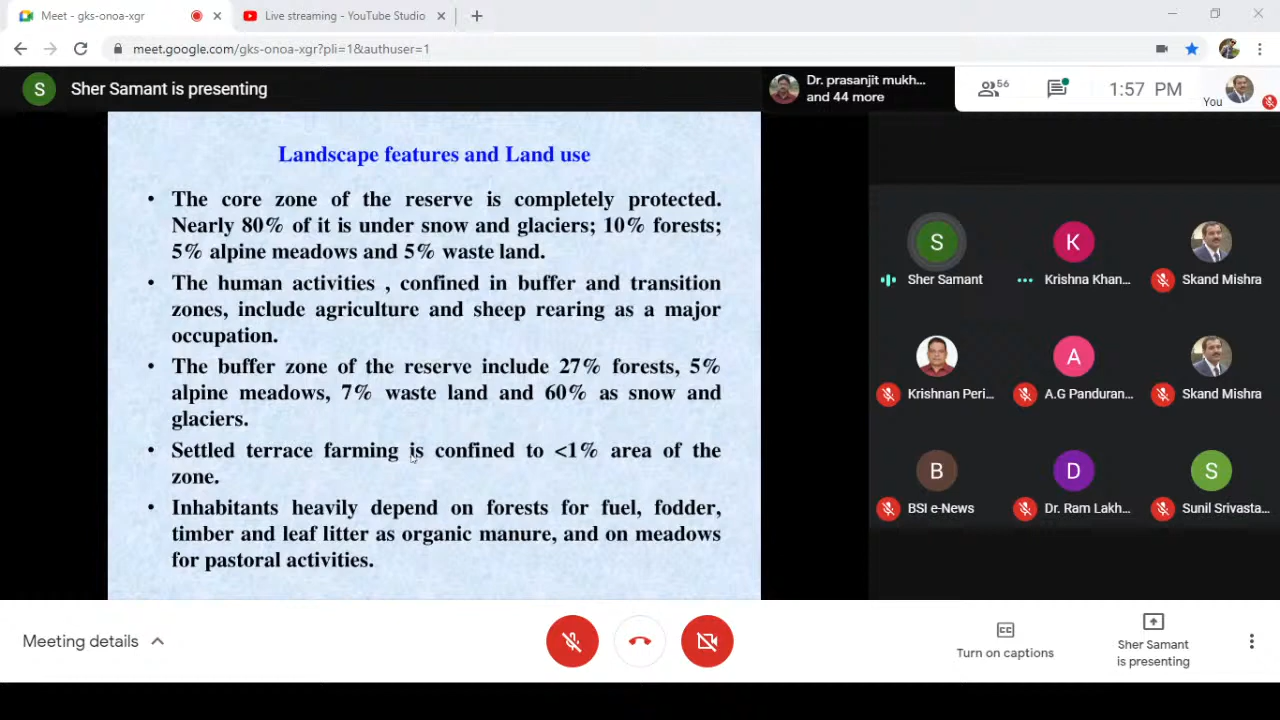 Meet - gks-onoa-xgr
Live streaming - YouTube Studio
meet.google.com/gks-onoa-xgr?pli=1&authuser=1
S
Sher Samant is presenting
Dr. prasanjit mukh...
and 44 more
56
1:57 PM
You
Landscape features and Land use
• The core zone of the reserve is completely protected.
Nearly 80% of it is under snow and glaciers; 10% forests;
5% alpine meadows and 5% waste land.
• The human activities , confined in buffer and transition
zones, include agriculture and sheep rearing as a major
occupation.
• The buffer zone of the reserve include 27% forests, 5%
alpine meadows, 7% waste land and 60% as snow and
glaciers.
• Settled terrace farming is confined to <1% area of the
zone.
• Inhabitants heavily depend on forests for fuel, fodder,
timber and leaf litter as organic manure, and on meadows
for pastoral activities.
S
K
Sher Samant
Krishna Khan...
Skand Mishra
A
Krishnan Peri...
A.G Panduran...
Skand Mishra
B
D
S
BSI e-News
Dr. Ram Lakh...
Sunil Srivasta...
Meeting details
CC
Turn on captions
Sher Samant
is presenting